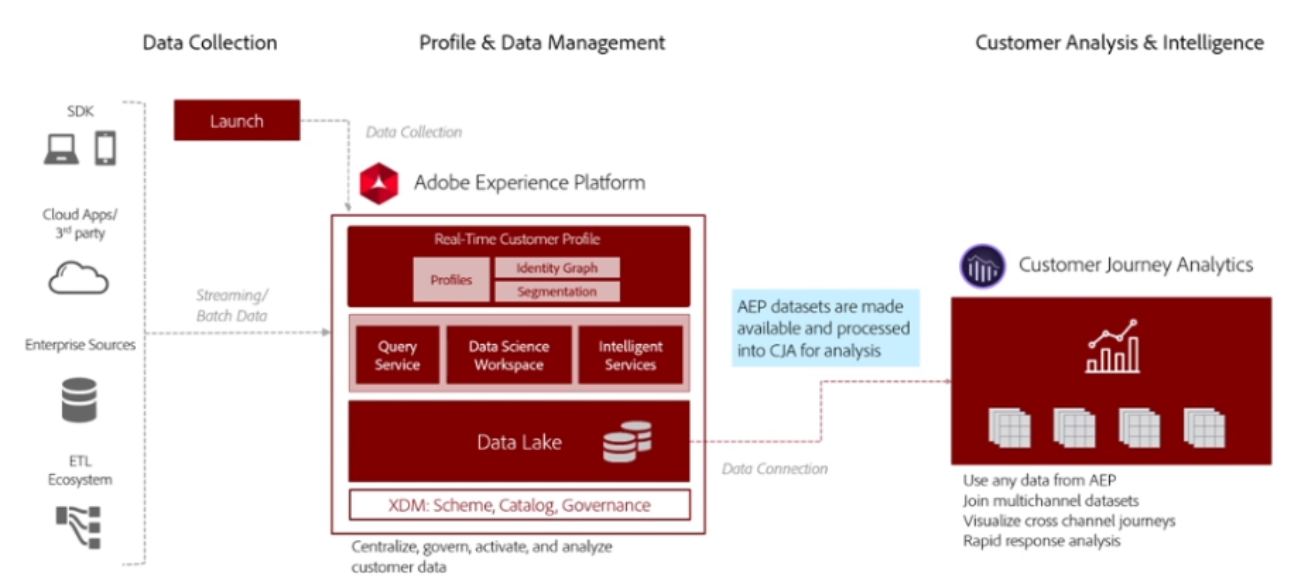 Data Collection
Profile & Data Management
Customer Analysis & Intelligence
SDK
Launch
Data Collection
Adobe Experience Platform
Cloud Apps/
3rd party
Real-Time Customer Profile
Profiles
Identity Graph
Segmentation
Customer Journey Analytics
Streaming/
Batch Data
AEP datasets are made
available and processed
into CJA for analysis
Enterprise Sources
Query
Service
Data Science
Workspace
Intelligent
Services
Data Lake
Data Connection
ETL
Ecosystem
XDM: Scheme, Catalog, Governance
Centralize, govern, activate, and analyze
customer data
Use any data from AEP
Join multichannel datasets
Visualize cross channel journeys
Rapid response analysis